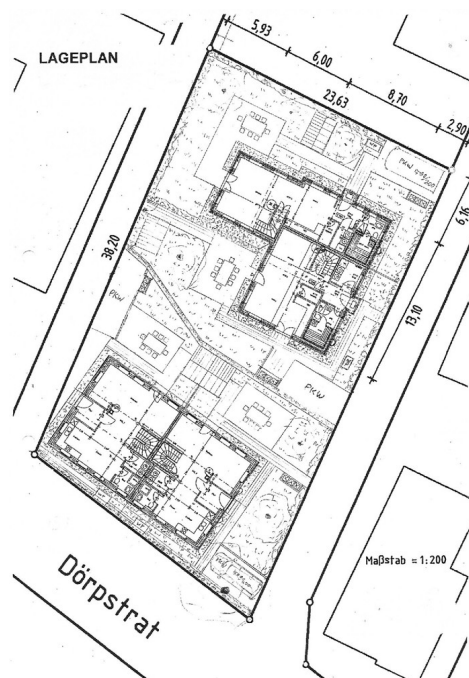 LAGEPLAN
5,93
6,00
23,63
8,70
2,90
6,16
38,20
13,10
PKW
PKW
PKW
Maßstab = 1:200
Dörpstrat